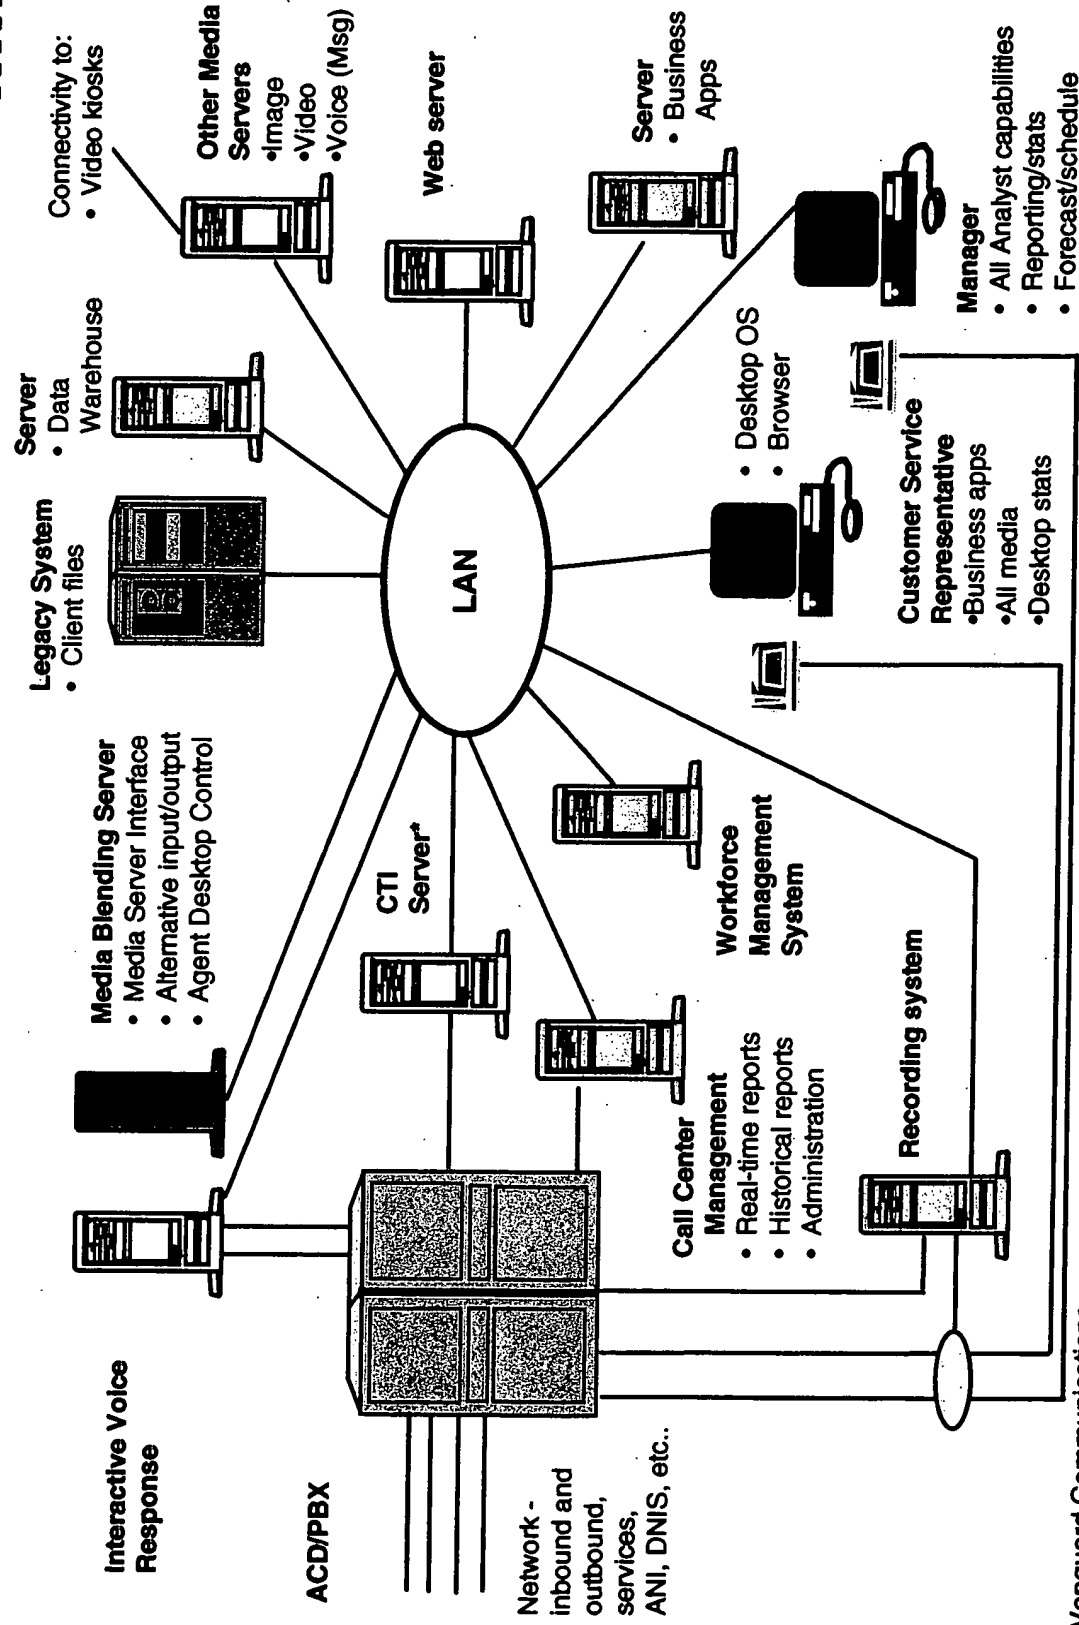 Interactive Voice
Response
Media Blending Server
• Media Server Interface
• Alternative input/output
• Agent Desktop Control
Legacy System
• Client files
Server
• Data
Warehouse
Connectivity to:
• Video kiosks
Other Media
Servers
•Image
•Video
•Voice (Msg)
Web server
Server
• Business
Apps
ACD/PBX
CTI
Server*
LAN
Network -
inbound and
outbound,
services,
ANI, DNIS, etc..
Call Center
Management
• Real-time reports
• Historical reports
• Administration
Workforce
Management
System
• Desktop OS
• Browser
Recording system
Customer Service
Representative
•Business apps
•All media
•Desktop stats
Manager
• All Analyst capabilities
• Reporting/stats
• Forecast/schedule
Vanguard Communications